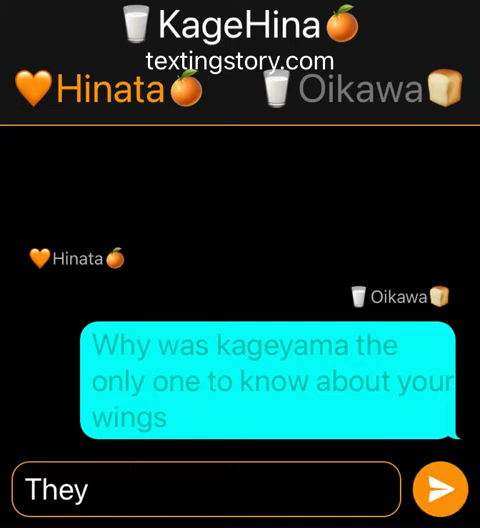 🥛KageHina🍊
textingstory.com
🧡Hinata🍊 🥛Oikawa🍞
🧡Hinata🍊
🥛Oikawa🍞
Why was kageyama the
only one to know about your
wings
They